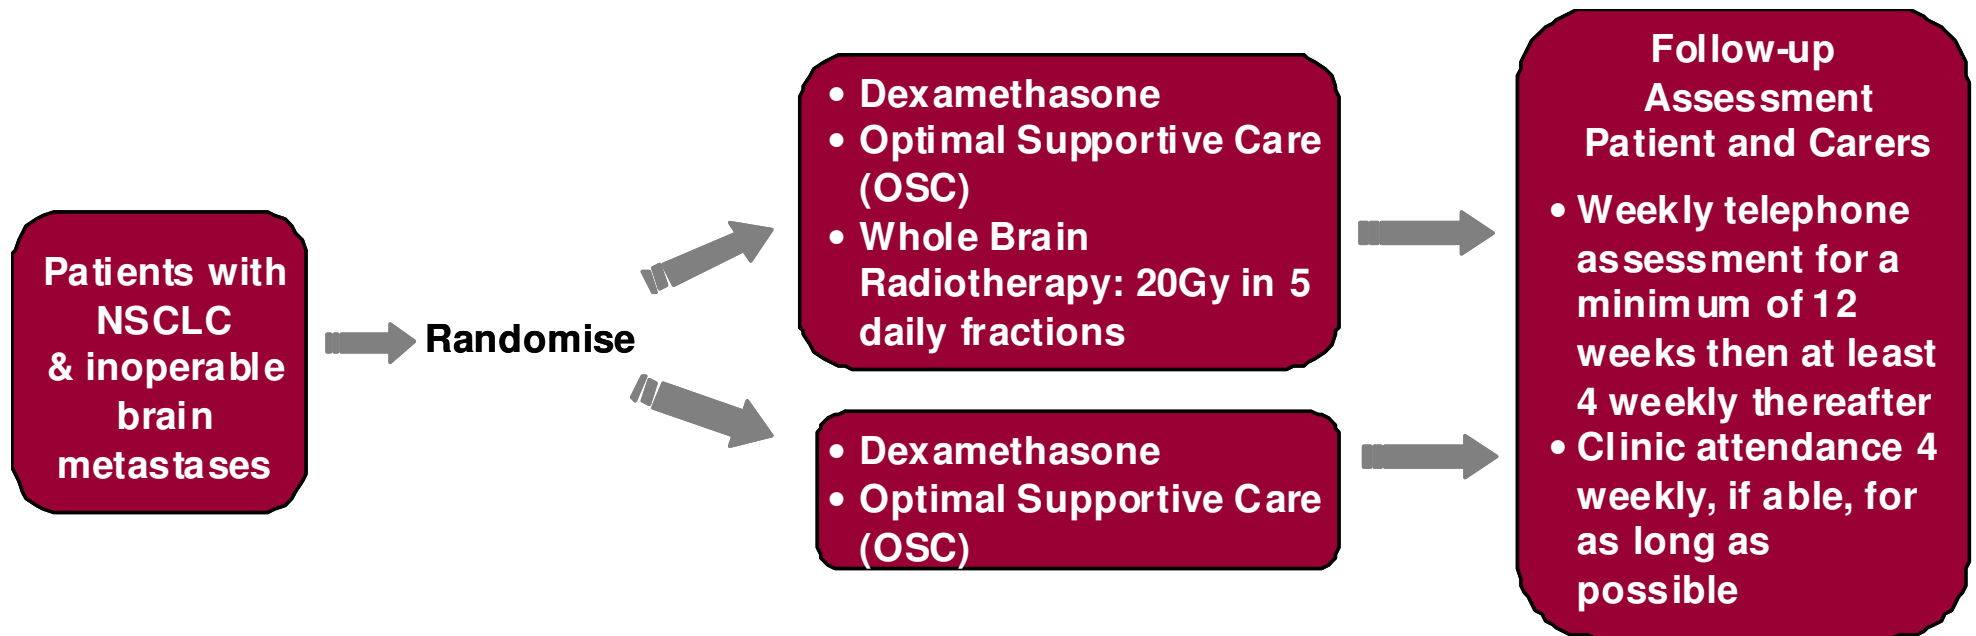 Patients with
NSCLC
& inoperable
brain
metastases
Randomise
• Dexamethasone
• Optimal Supportive Care
(OSC)
• Whole Brain
Radiotherapy: 20Gy in 5
daily fractions
• Dexamethasone
• Optimal Supportive Care
(OSC)
Follow-up
Assessment
Patient and Carers
• Weekly telephone
assessment for a
minimum of 12
weeks then at least
4 weekly thereafter
• Clinic attendance 4
weekly, if able, for
as long as
possible